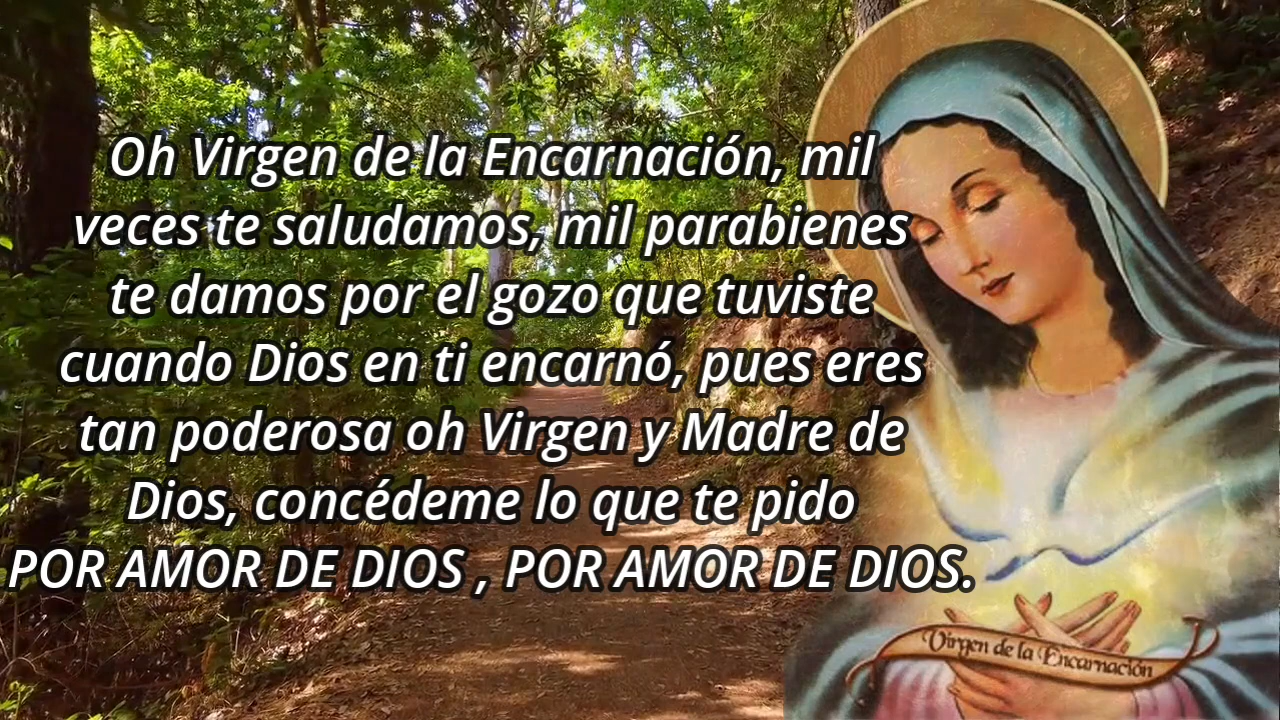 Oh Virgen de la Encarnación, mil
veces te saludamos, mil parabienes
te damos por el gozo que tuviste
cuando Dios en ti encarnó, pues eres
tan poderosa oh Virgen y Madre de
Dios, concédeme lo que te pido
POR AMOR DE DIOS , POR AMOR DE DIOS.
Virgen de la Encarnación